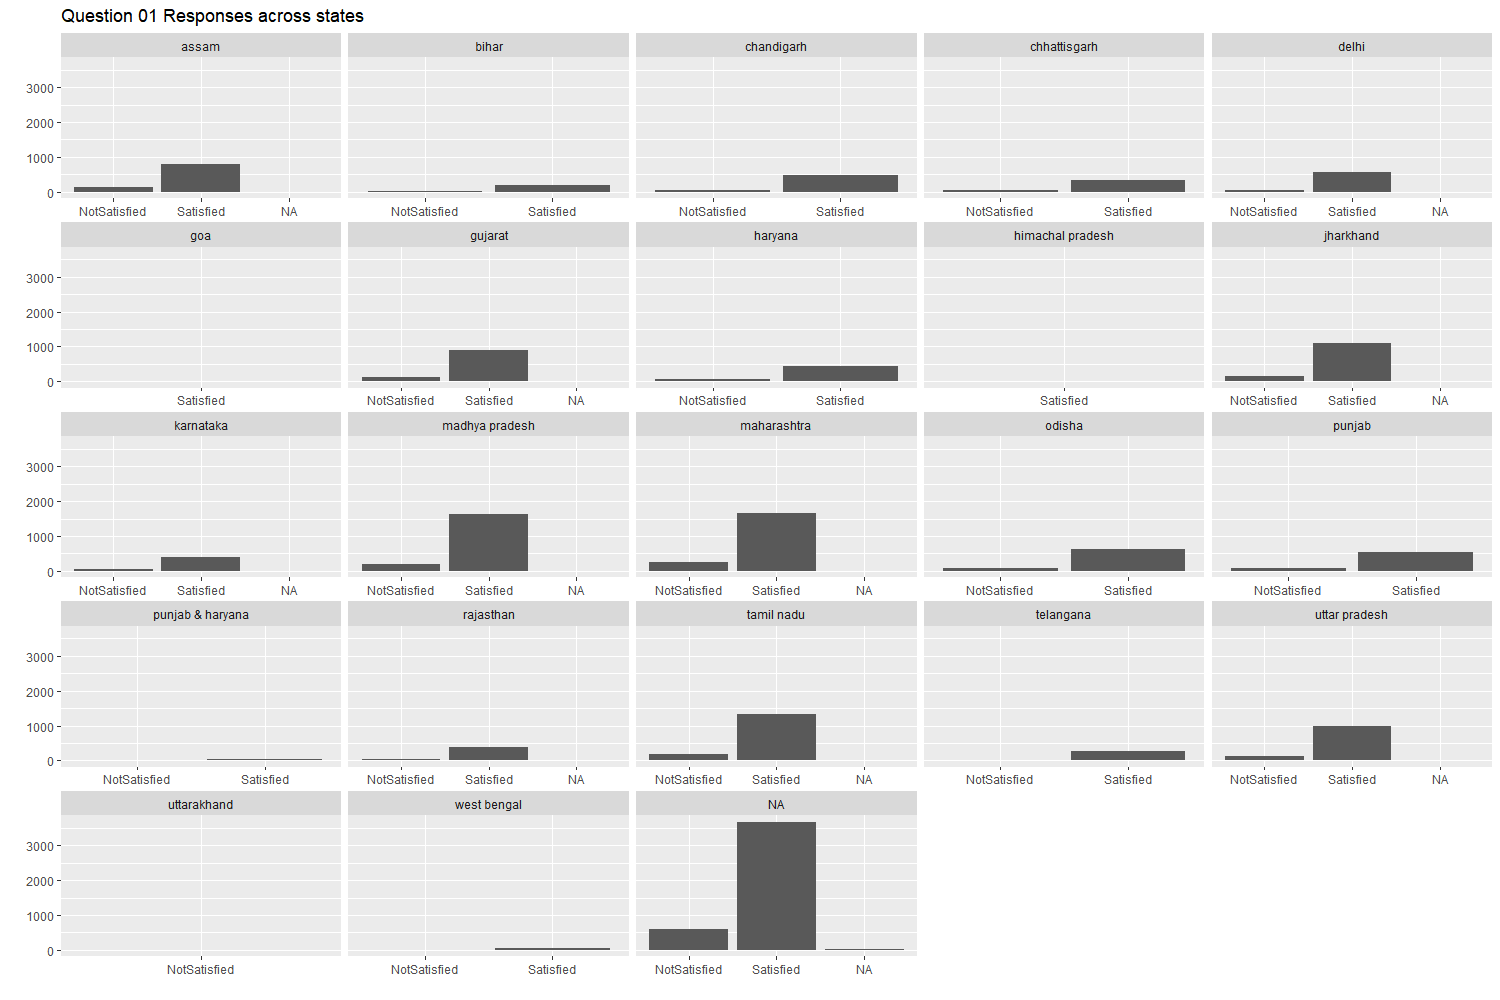 Question 01 Responses across states
assam bihar chandigarh chhattisgarh delhi
3000
2000
1000
0
NotSatisfied Satisfied NA NotSatisfied Satisfied NotSatisfied Satisfied NotSatisfied Satisfied NotSatisfied Satisfied NA
goa gujarat haryana himachal pradesh jharkhand
3000
2000
1000
0
Satisfied NotSatisfied Satisfied NA NotSatisfied Satisfied Satisfied NotSatisfied Satisfied NA
karnataka madhya pradesh maharashtra odisha punjab
3000
2000
1000
0
NotSatisfied Satisfied NA NotSatisfied Satisfied NA NotSatisfied Satisfied NA NotSatisfied Satisfied NotSatisfied Satisfied
punjab & haryana rajasthan tamil nadu telangana uttar pradesh
3000
2000
1000
0
NotSatisfied Satisfied NotSatisfied Satisfied NA NotSatisfied Satisfied NA NotSatisfied Satisfied NotSatisfied Satisfied NA
uttarakhand west bengal NA
3000
2000
1000
0
NotSatisfied NotSatisfied Satisfied NotSatisfied Satisfied NA